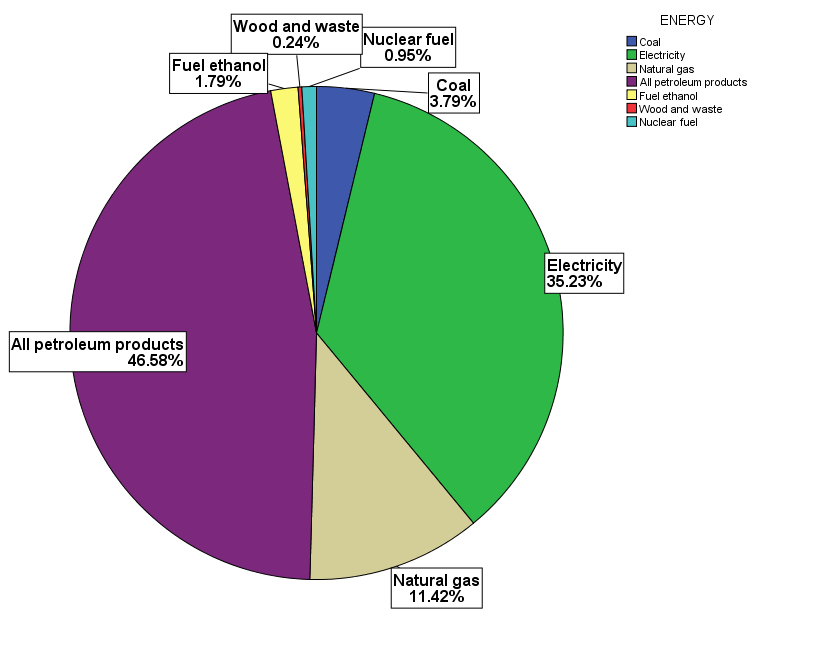 Wood and waste
0.24%
Nuclear fuel
0.95%
Fuel ethanol
1.79%
Coal
3.79%
Electricity
35.23%
All petroleum products
46.58%
Natural gas
11.42%
ENERGY
Coal
Electricity
Natural gas
All petroleum products
Fuel ethanol
Wood and waste
Nuclear fuel